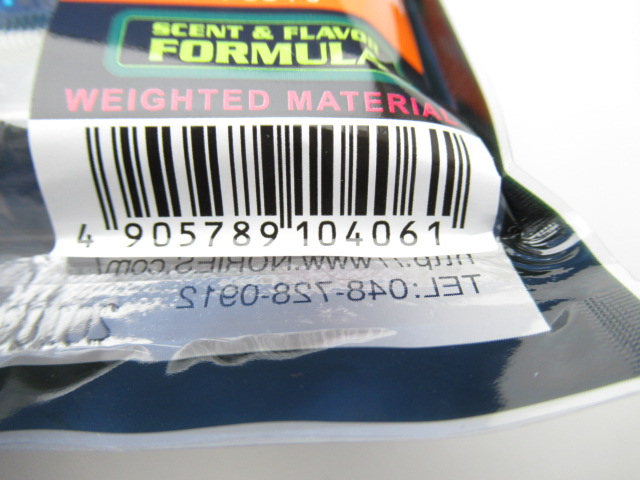 SCENT & FLAVOR
FORMULA
WEIGHTED MATERIAL
4 905789 104061
http://www.NORIES.com/
TEL:048-728-0912